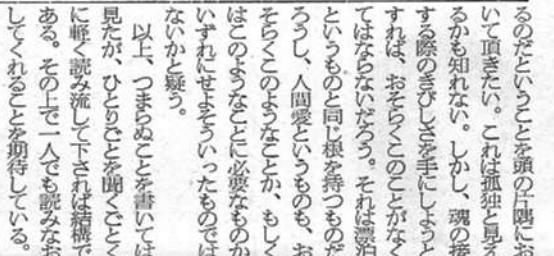 るのだということを頭の片隅にお
いて頂きたい。これは孤独と見え
るかも知れない。しかし、魂の接
する際のきびしさを手にしようと
すれば、おそらくこのことがなく
てはならないだろう。それは漂泊
というものと同じ根を持つものだ
ろうし、人間愛というものも、お
そらくこのようなことか、もしく
はこのようなことに必要なものか
いずれにせよそういったものでは
ないかと疑う。
以上、つまらぬことを書いては
見たが、ひとりごとを聞くごとく
に軽く読み流して下されば結構で
ある。その上で一人でも読みなお
してくれることを期待している。